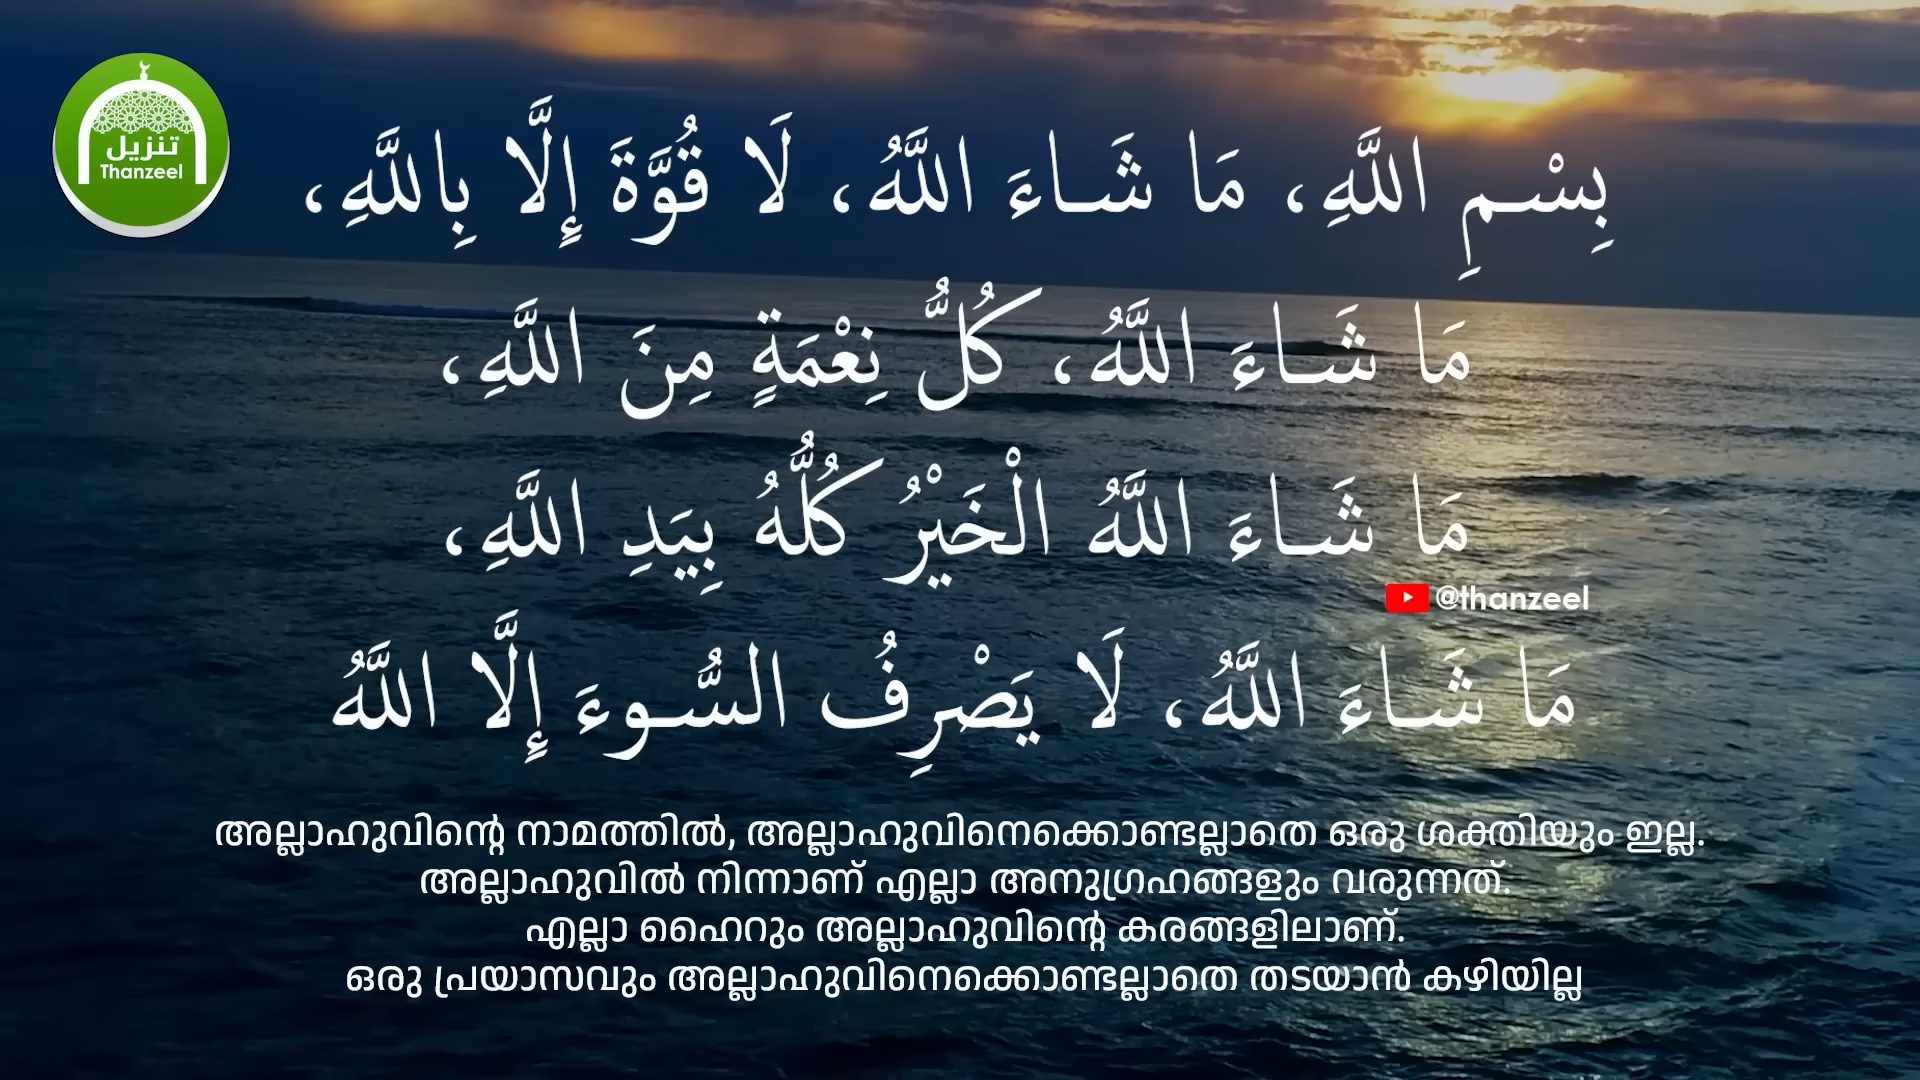 تنزيل
Thanzeel
بِسْمِ اللَّهِ، مَا شَاءَ اللَّهُ، لَا قُوَّةَ إِلَّا بِاللَّهِ،
مَا شَاءَ اللَّهُ، كُلُّ نِعْمَةٍ مِنَ اللَّهِ،
مَا شَاءَ اللَّهُ الْخَيْرُ كُلُّهُ بِيَدِ اللَّهِ،
@thanzeel
مَا شَاءَ اللَّهُ، لَا يَصْرِفُ السُّوءَ إِلَّا اللَّهُ
അല്ലാഹുവിന്റെ നാമത്തിൽ, അല്ലാഹുവിനെക്കൊണ്ടല്ലാതെ ഒരു ശക്തിയും ഇല്ല.
അല്ലാഹുവിൽ നിന്നാണ് എല്ലാ അനുഗ്രഹങ്ങളും വരുന്നത്.
എല്ലാ ഹൈറും അല്ലാഹുവിന്റെ കരങ്ങളിലാണ്.
ഒരു പ്രയാസവും അല്ലാഹുവിനെക്കൊണ്ടല്ലാതെ തടയാൻ കഴിയില്ല